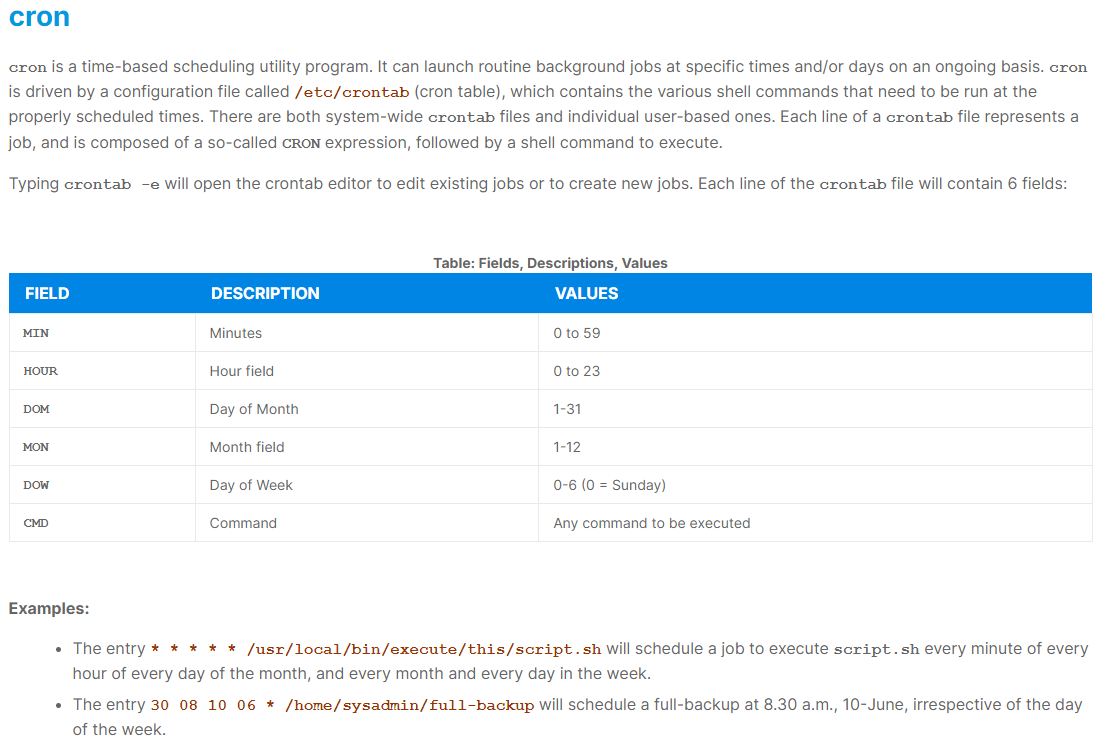 cron
cron is a time-based scheduling utility program. It can launch routine background jobs at specific times and/or days on an ongoing basis. cron
is driven by a configuration file called /etc/crontab (cron table), which contains the various shell commands that need to be run at the
properly scheduled times. There are both system-wide crontab files and individual user-based ones. Each line of a crontab file represents a
job, and is composed of a so-called CRON expression, followed by a shell command to execute.
Typing crontab -e will open the crontab editor to edit existing jobs or to create new jobs. Each line of the crontab file will contain 6 fields:
Table: Fields, Descriptions, Values
FIELD DESCRIPTION VALUES
MIN Minutes 0 to 59
HOUR Hour field 0 to 23
DOM Day of Month 1-31
MON Month field 1-12
DOW Day of Week 0-6 (0 = Sunday)
CMD Command Any command to be executed
Examples:
• The entry * * * * * /usr/local/bin/execute/this/script.sh will schedule a job to execute script.sh every minute of every
hour of every day of the month, and every month and every day in the week.
• The entry 30 08 10 06 * /home/sysadmin/full-backup will schedule a full-backup at 8.30 a.m., 10-June, irrespective of the day
of the week.